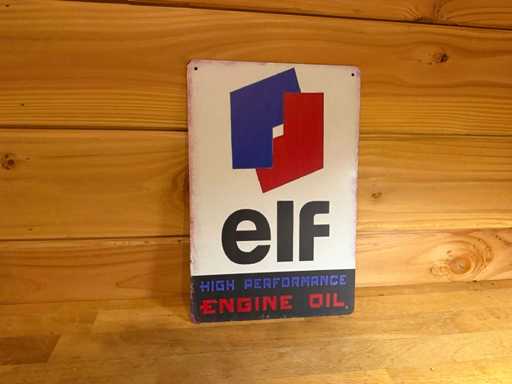 elf
HIGH PERFORMANCE
ENGINE OIL.